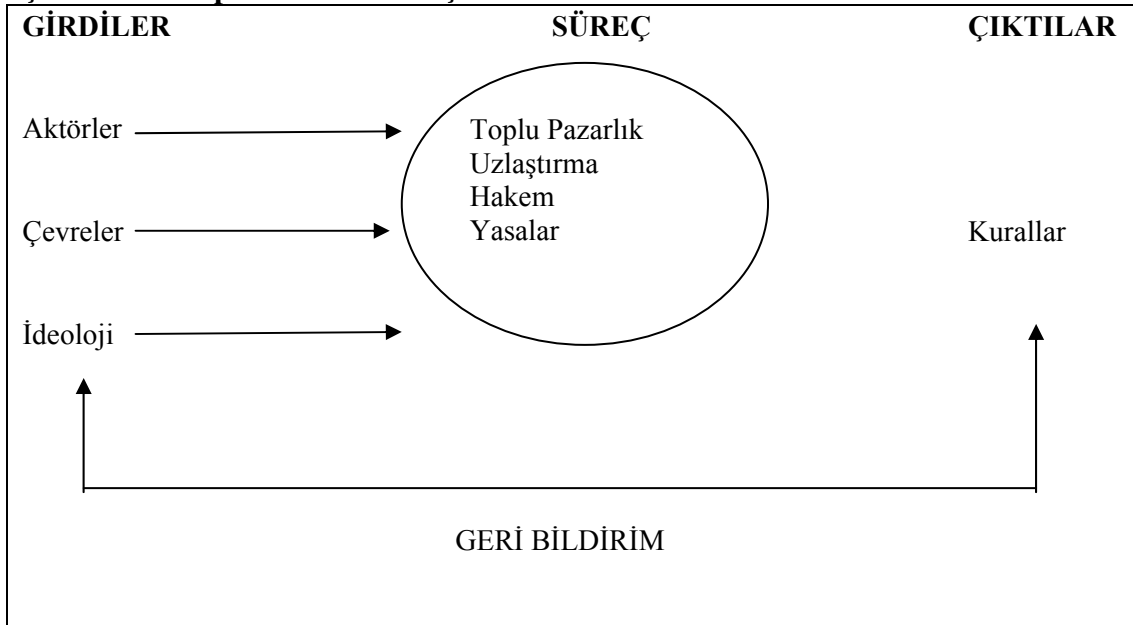 GİRDİLER SÜREÇ ÇIKTILAR
Aktörler
Toplu Pazarlık
Uzlaştırma
Hakem
Çevreler
Yasalar
Kurallar
İdeoloji
GERİ BİLDİRİM